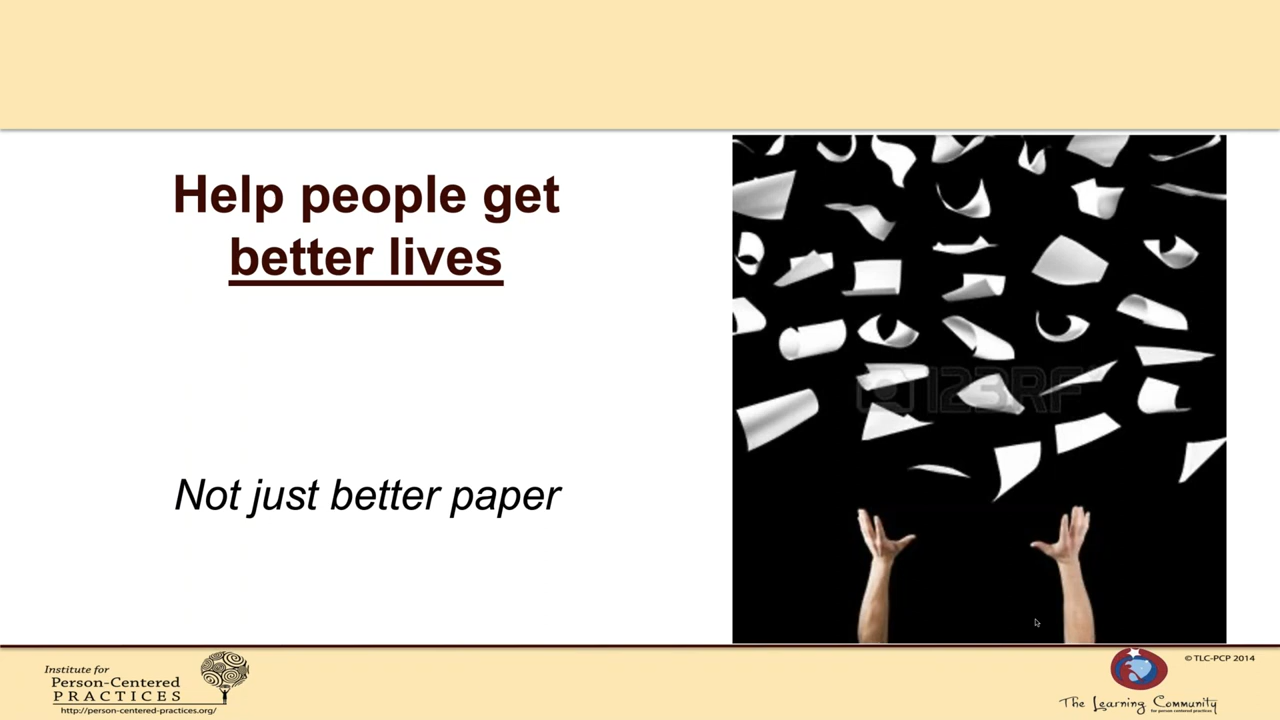 Help people get
better lives
Not just better paper
123RF
Institute for
Person-Centered
PRACTICES
http://person-centered-practices.org/
© TLC-PCP 2014
The Learning Community
for person centered practices